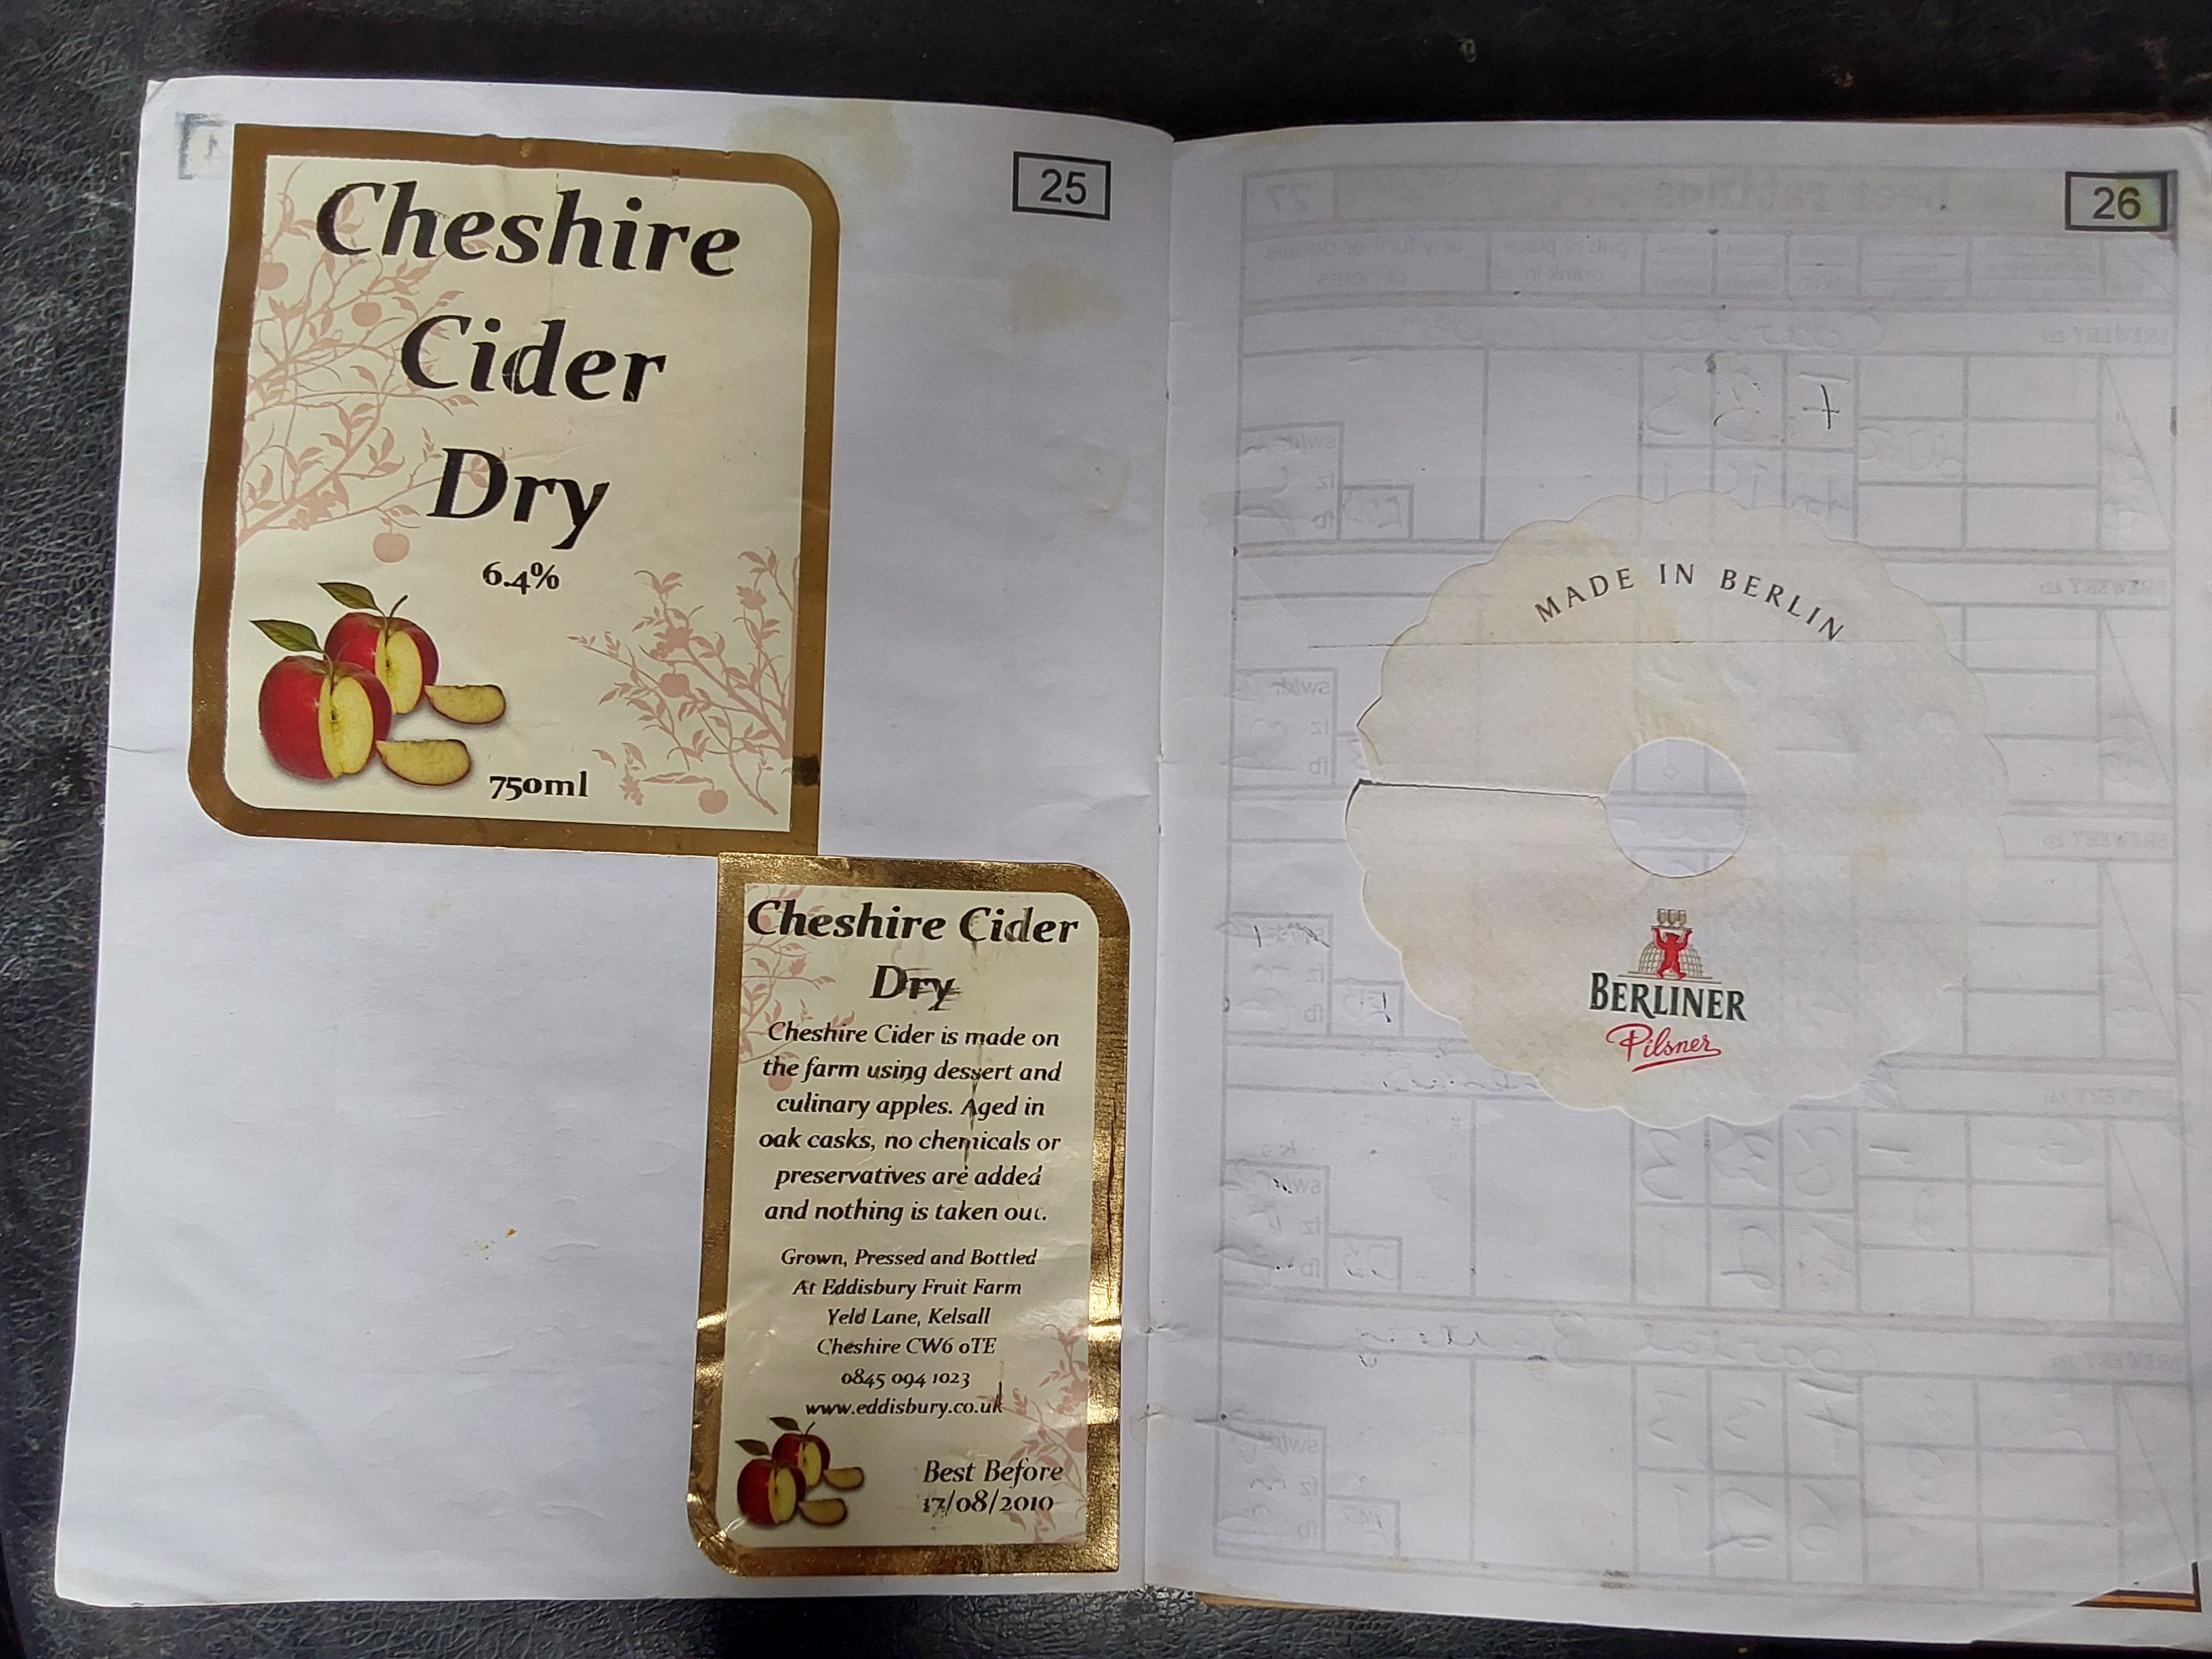 25
Cheshire
Cider
Dry
6.4%
750ml
Cheshire Cider
Dry
Cheshire Cider is made on
the farm using dessert and
culinary apples. Aged in
oak casks, no chemicals or
preservatives are added
and nothing is taken out.
Grown, Pressed and Bottled
At Eddisbury Fruit Farm
Yeld Lane, Kelsall
Cheshire CW6 0TE
0845 094 1023
www.eddisbury.co.uk
Best Before
17/08/2010
26
MADE IN BERLIN
BERLINER
Pilsner